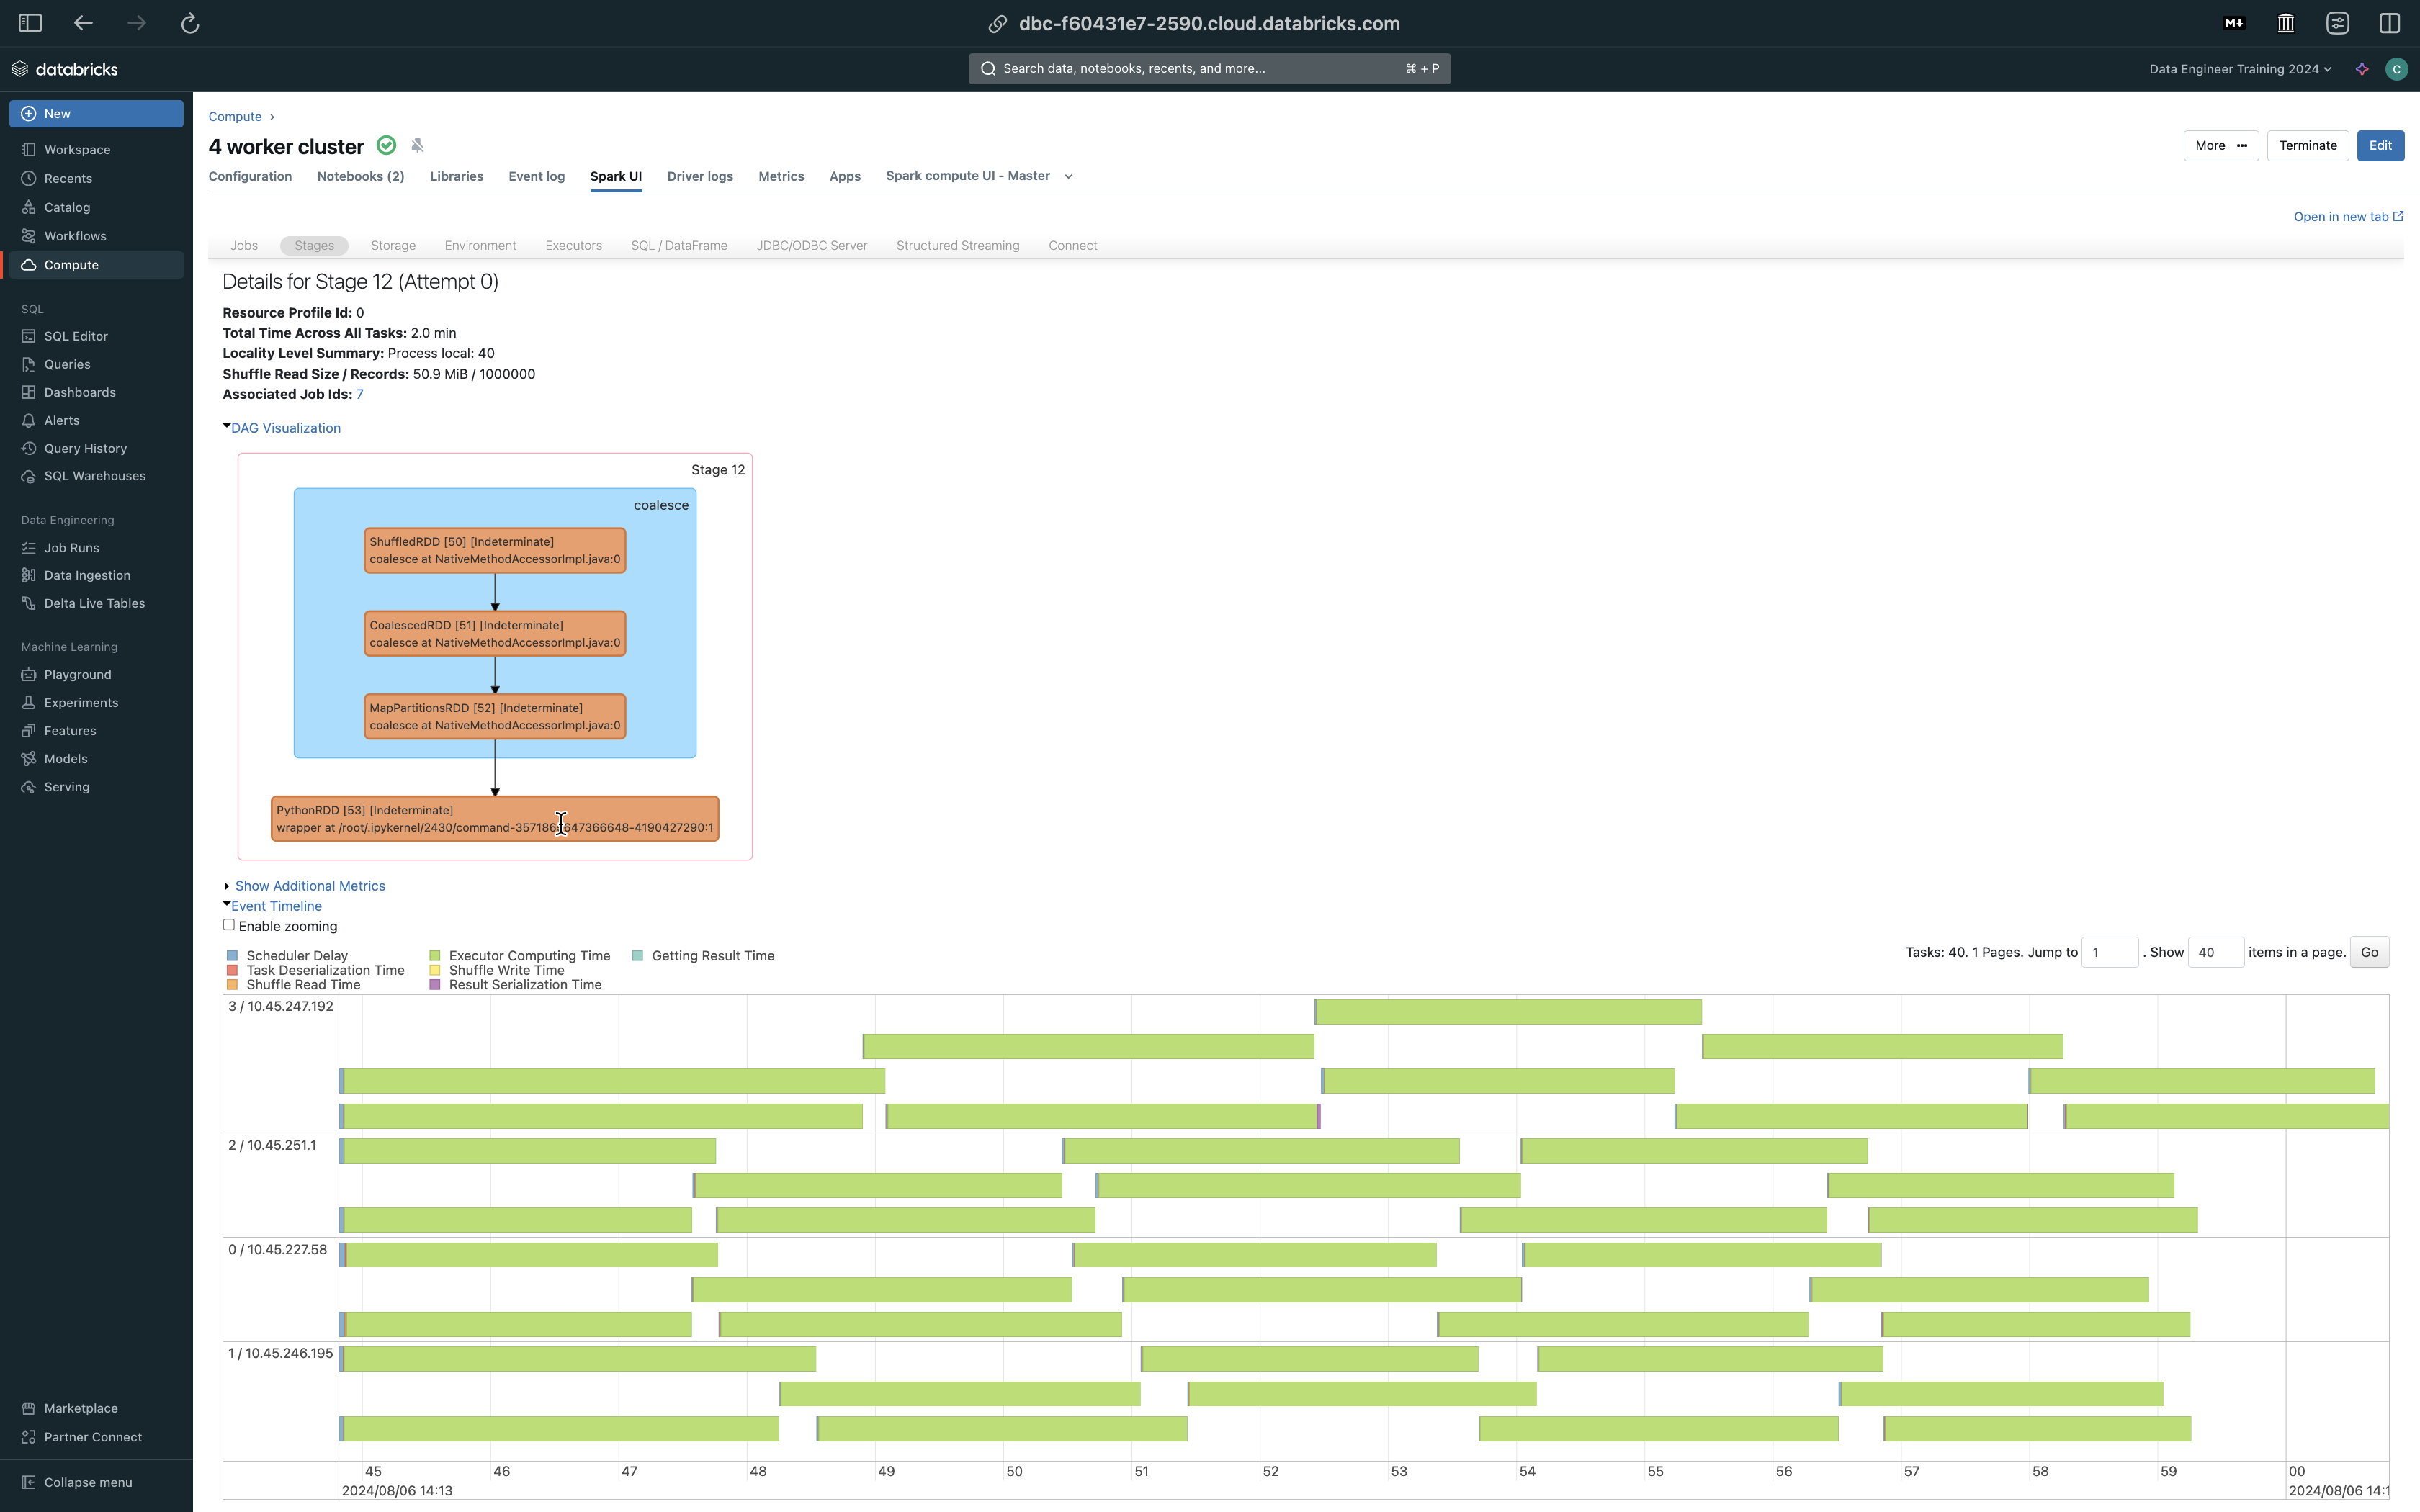 dbc-f60431e7-2590.cloud.databricks.com
M↓
databricks
Search data, notebooks, recents, and more...
⌘ + P
Data Engineer Training 2024
C
New
Workspace
Recents
Catalog
Workflows
Compute
SQL
SQL Editor
Queries
Dashboards
Alerts
Query History
SQL Warehouses
Data Engineering
Job Runs
Data Ingestion
Delta Live Tables
Machine Learning
Playground
Experiments
Features
Models
Serving
Marketplace
Partner Connect
Collapse menu
Compute ›
4 worker cluster
More ···
Terminate
Edit
Configuration Notebooks (2) Libraries Event log Spark UI Driver logs Metrics Apps Spark compute UI - Master
Open in new tab
Jobs Stages Storage Environment Executors SQL / DataFrame JDBC/ODBC Server Structured Streaming Connect
Details for Stage 12 (Attempt 0)
Resource Profile Id: 0
Total Time Across All Tasks: 2.0 min
Locality Level Summary: Process local: 40
Shuffle Read Size / Records: 50.9 MiB / 1000000
Associated Job Ids: 7
DAG Visualization
Stage 12
coalesce
ShuffledRDD [50] [Indeterminate]
coalesce at NativeMethodAccessorImpl.java:0
CoalescedRDD [51] [Indeterminate]
coalesce at NativeMethodAccessorImpl.java:0
MapPartitionsRDD [52] [Indeterminate]
coalesce at NativeMethodAccessorImpl.java:0
PythonRDD [53] [Indeterminate]
wrapper at
Show Additional Metrics
Event Timeline
Enable zooming
Scheduler Delay Executor Computing Time Getting Result Time
Task Deserialization Time Shuffle Write Time
Shuffle Read Time Result Serialization Time
Tasks: 40. 1 Pages. Jump to 1 . Show 40 items in a page. Go
3 / 10.45.247.192
2 / 10.45.251.1
0 / 10.45.227.58
1 / 10.45.246.195
45 46 47 48 49 50 51 52 53 54 55 56 57 58 59 00
2024/08/06 14:13
2024/08/06 14:1